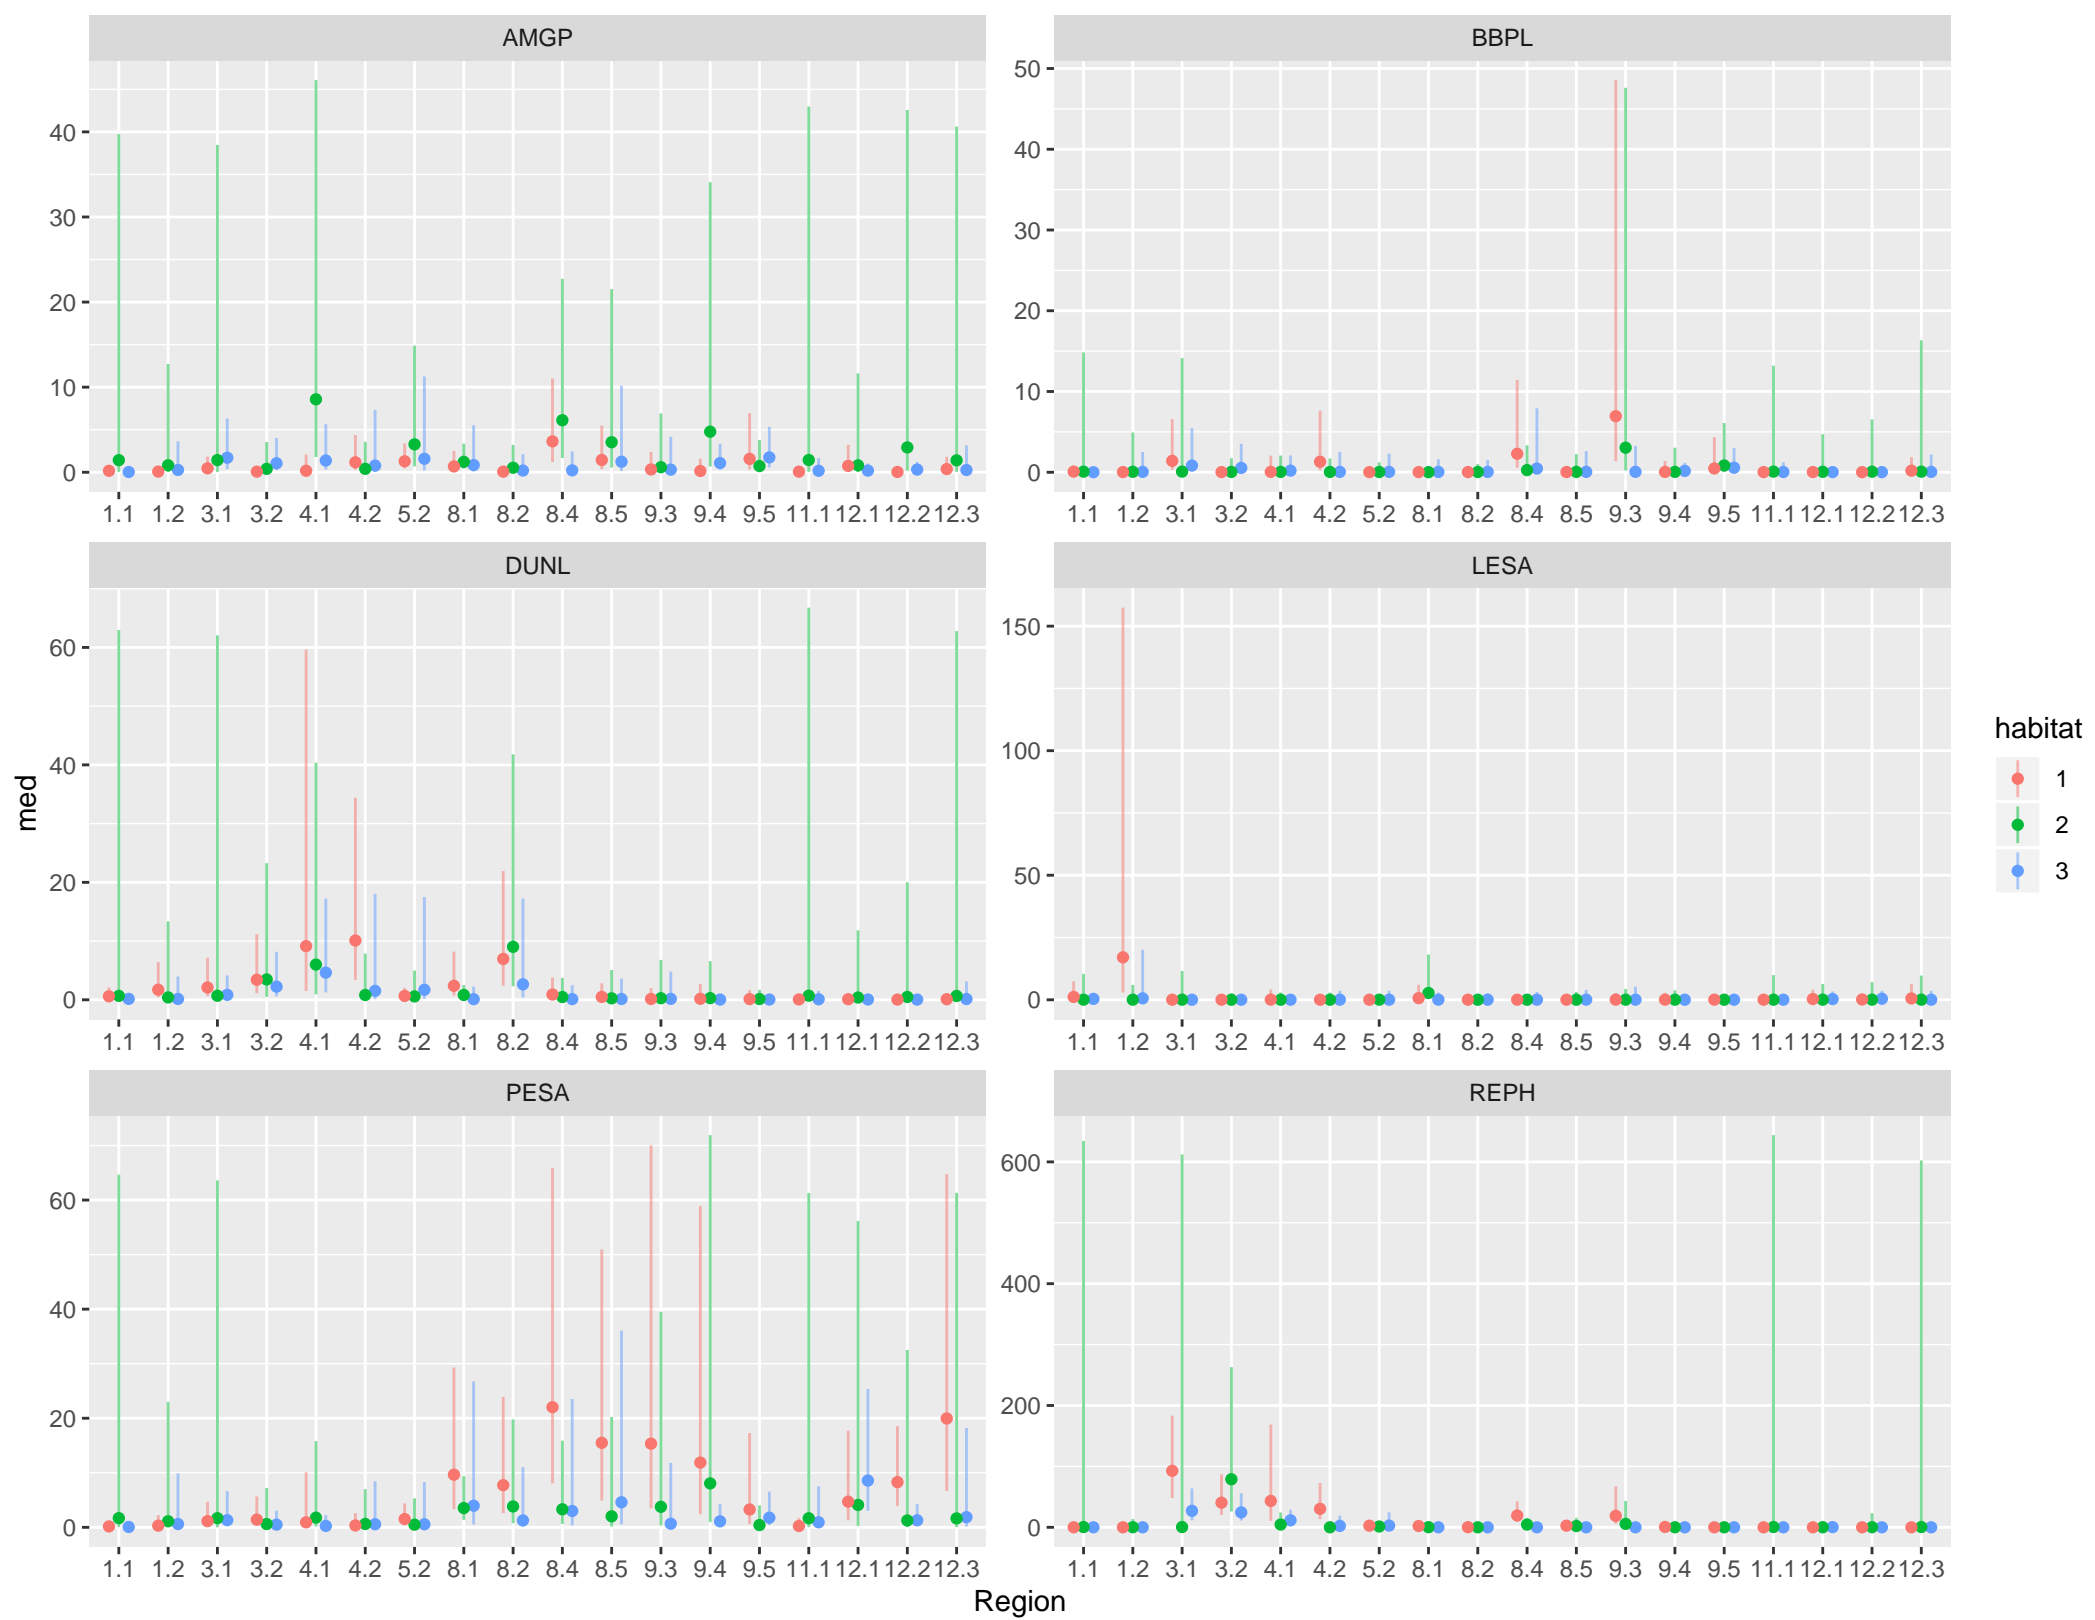 AMGP
BBPL
0 10 20 30 40
0 10 20 30 40 50
1.1 1.2 3.1 3.2 4.1 4.2 5.2 8.1 8.2 8.4 8.5 9.3 9.4 9.5 11.1 12.1 12.2 12.3
1.1 1.2 3.1 3.2 4.1 4.2 5.2 8.1 8.2 8.4 8.5 9.3 9.4 9.5 11.1 12.1 12.2 12.3
DUNL
LESA
0 20 40 60
0 50 100 150
1.1 1.2 3.1 3.2 4.1 4.2 5.2 8.1 8.2 8.4 8.5 9.3 9.4 9.5 11.1 12.1 12.2 12.3
1.1 1.2 3.1 3.2 4.1 4.2 5.2 8.1 8.2 8.4 8.5 9.3 9.4 9.5 11.1 12.1 12.2 12.3
PESA
REPH
0 20 40 60
0 200 400 600
1.1 1.2 3.1 3.2 4.1 4.2 5.2 8.1 8.2 8.4 8.5 9.3 9.4 9.5 11.1 12.1 12.2 12.3
1.1 1.2 3.1 3.2 4.1 4.2 5.2 8.1 8.2 8.4 8.5 9.3 9.4 9.5 11.1 12.1 12.2 12.3
med
Region
habitat
1
2
3